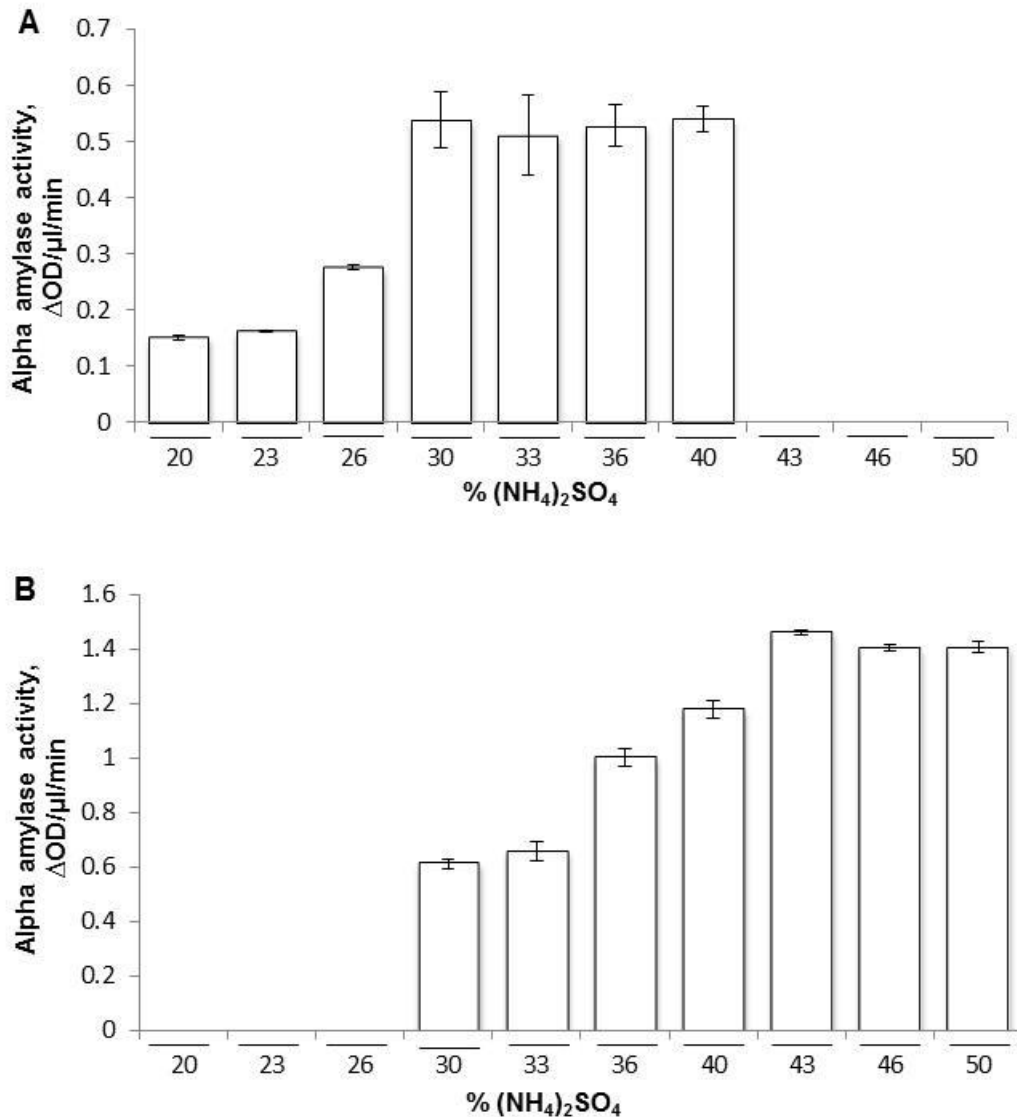 A
0.7
0.6
0.5
0.4
0.3
0.2
0.1
0
Alpha amylase activity,
ΔOD/µl/min
20 23 26 30 33 36 40 43 46 50
% (NH₄)₂SO₄
B
1.6
1.4
1.2
1
0.8
0.6
0.4
0.2
0
Alpha amylase activity,
ΔOD/µl/min
20 23 26 30 33 36 40 43 46 50
% (NH₄)₂SO₄